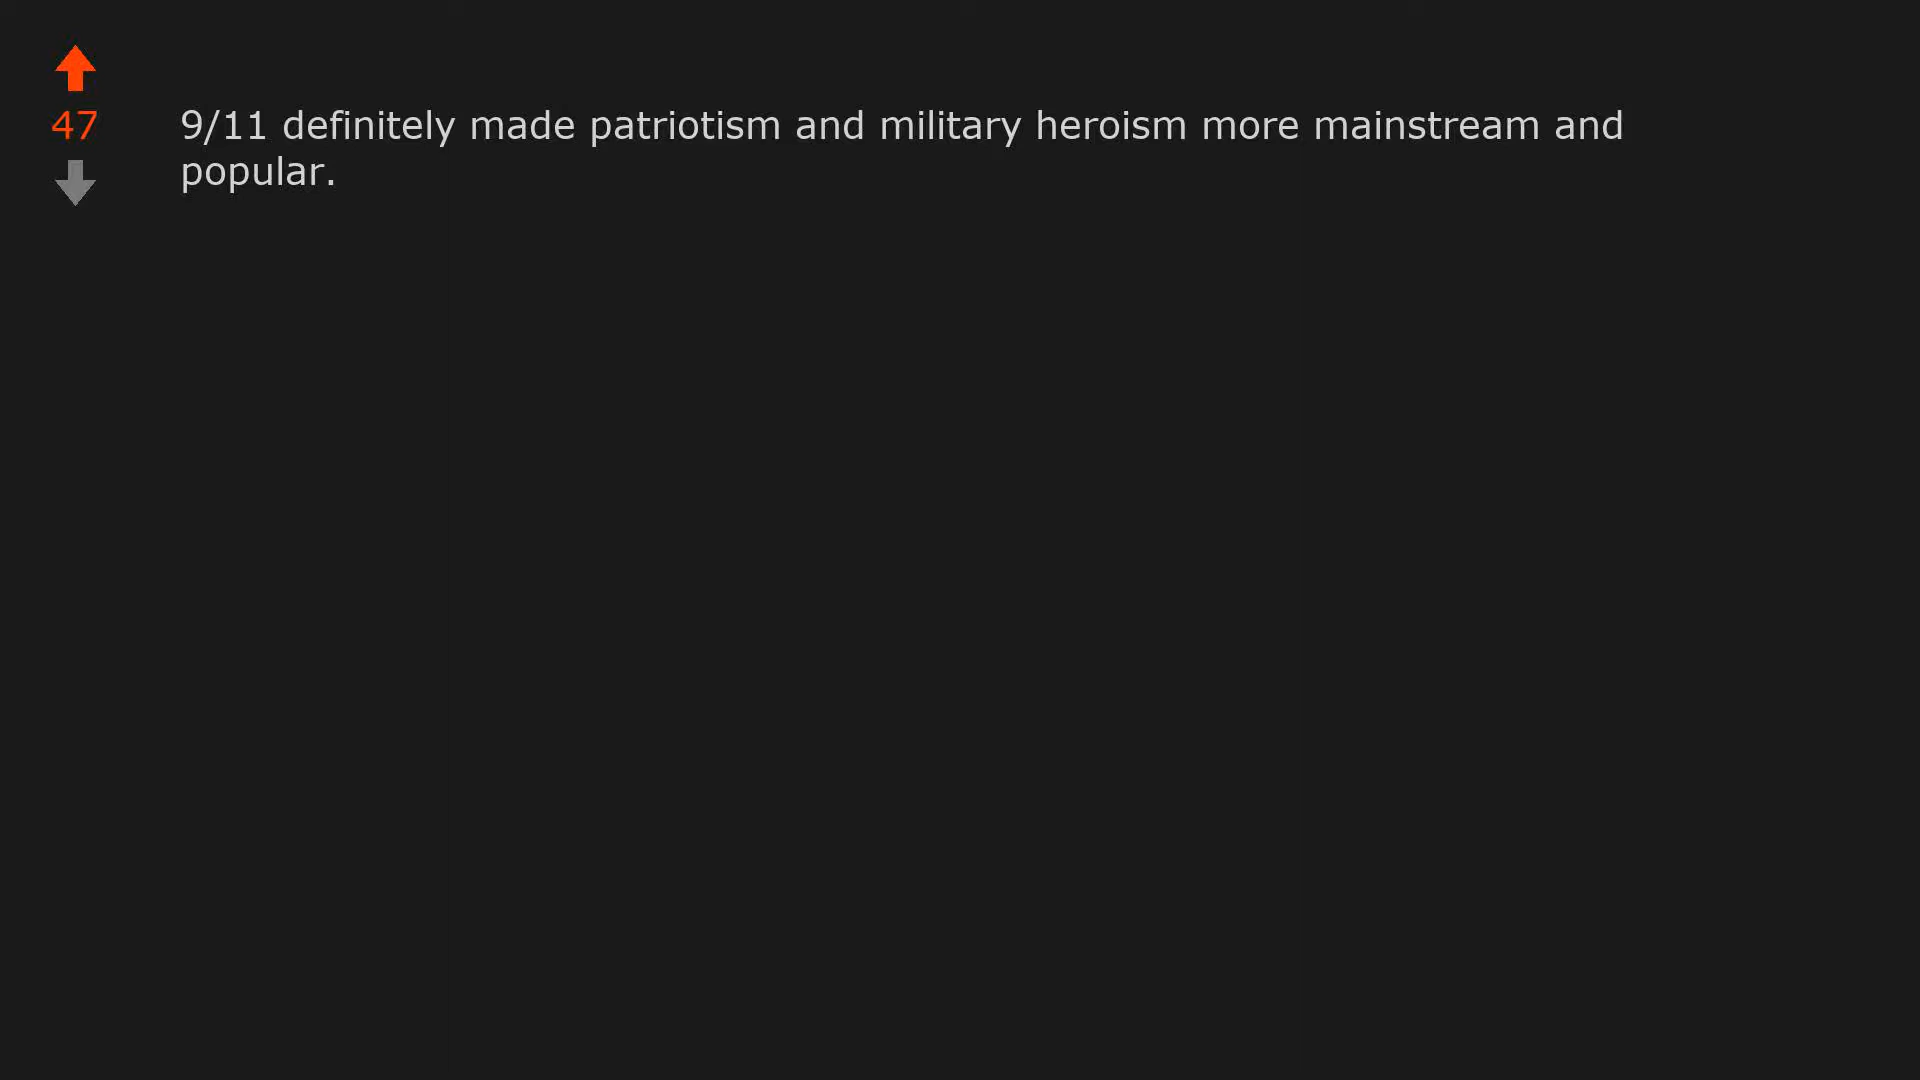 47
9/11 definitely made patriotism and military heroism more mainstream and
popular.